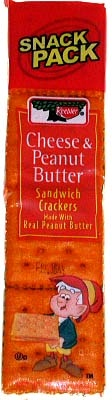 SNACK
PACK
Keebler
Cheese &
Peanut
Butter
Sandwich
Crackers
Made With
Real Peanut Butter